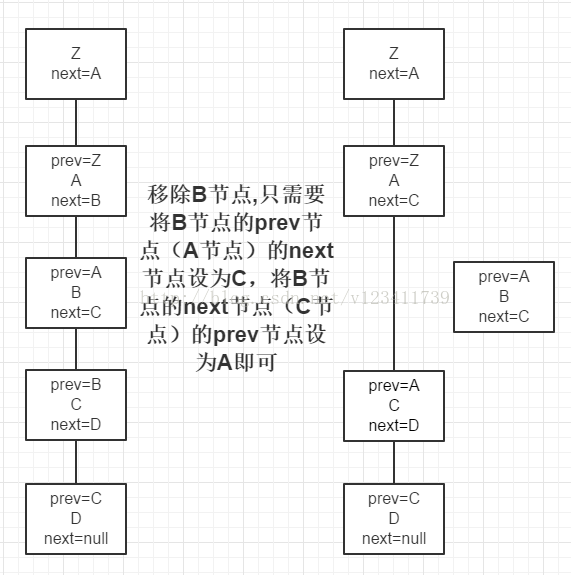 Z
next=A
prev=Z
A
next=B
prev=A
B
next=C
prev=B
C
next=D
prev=C
D
next=null
移除B节点,只需要
将B节点的prev节
点（A节点）的next
节点设为C，将B节
点的next节点（C节
点）的prev节点设
为A即可
http://blog.csdn.net/v123411739
Z
next=A
prev=Z
A
next=C
prev=A
B
next=C
prev=A
C
next=D
prev=C
D
next=null